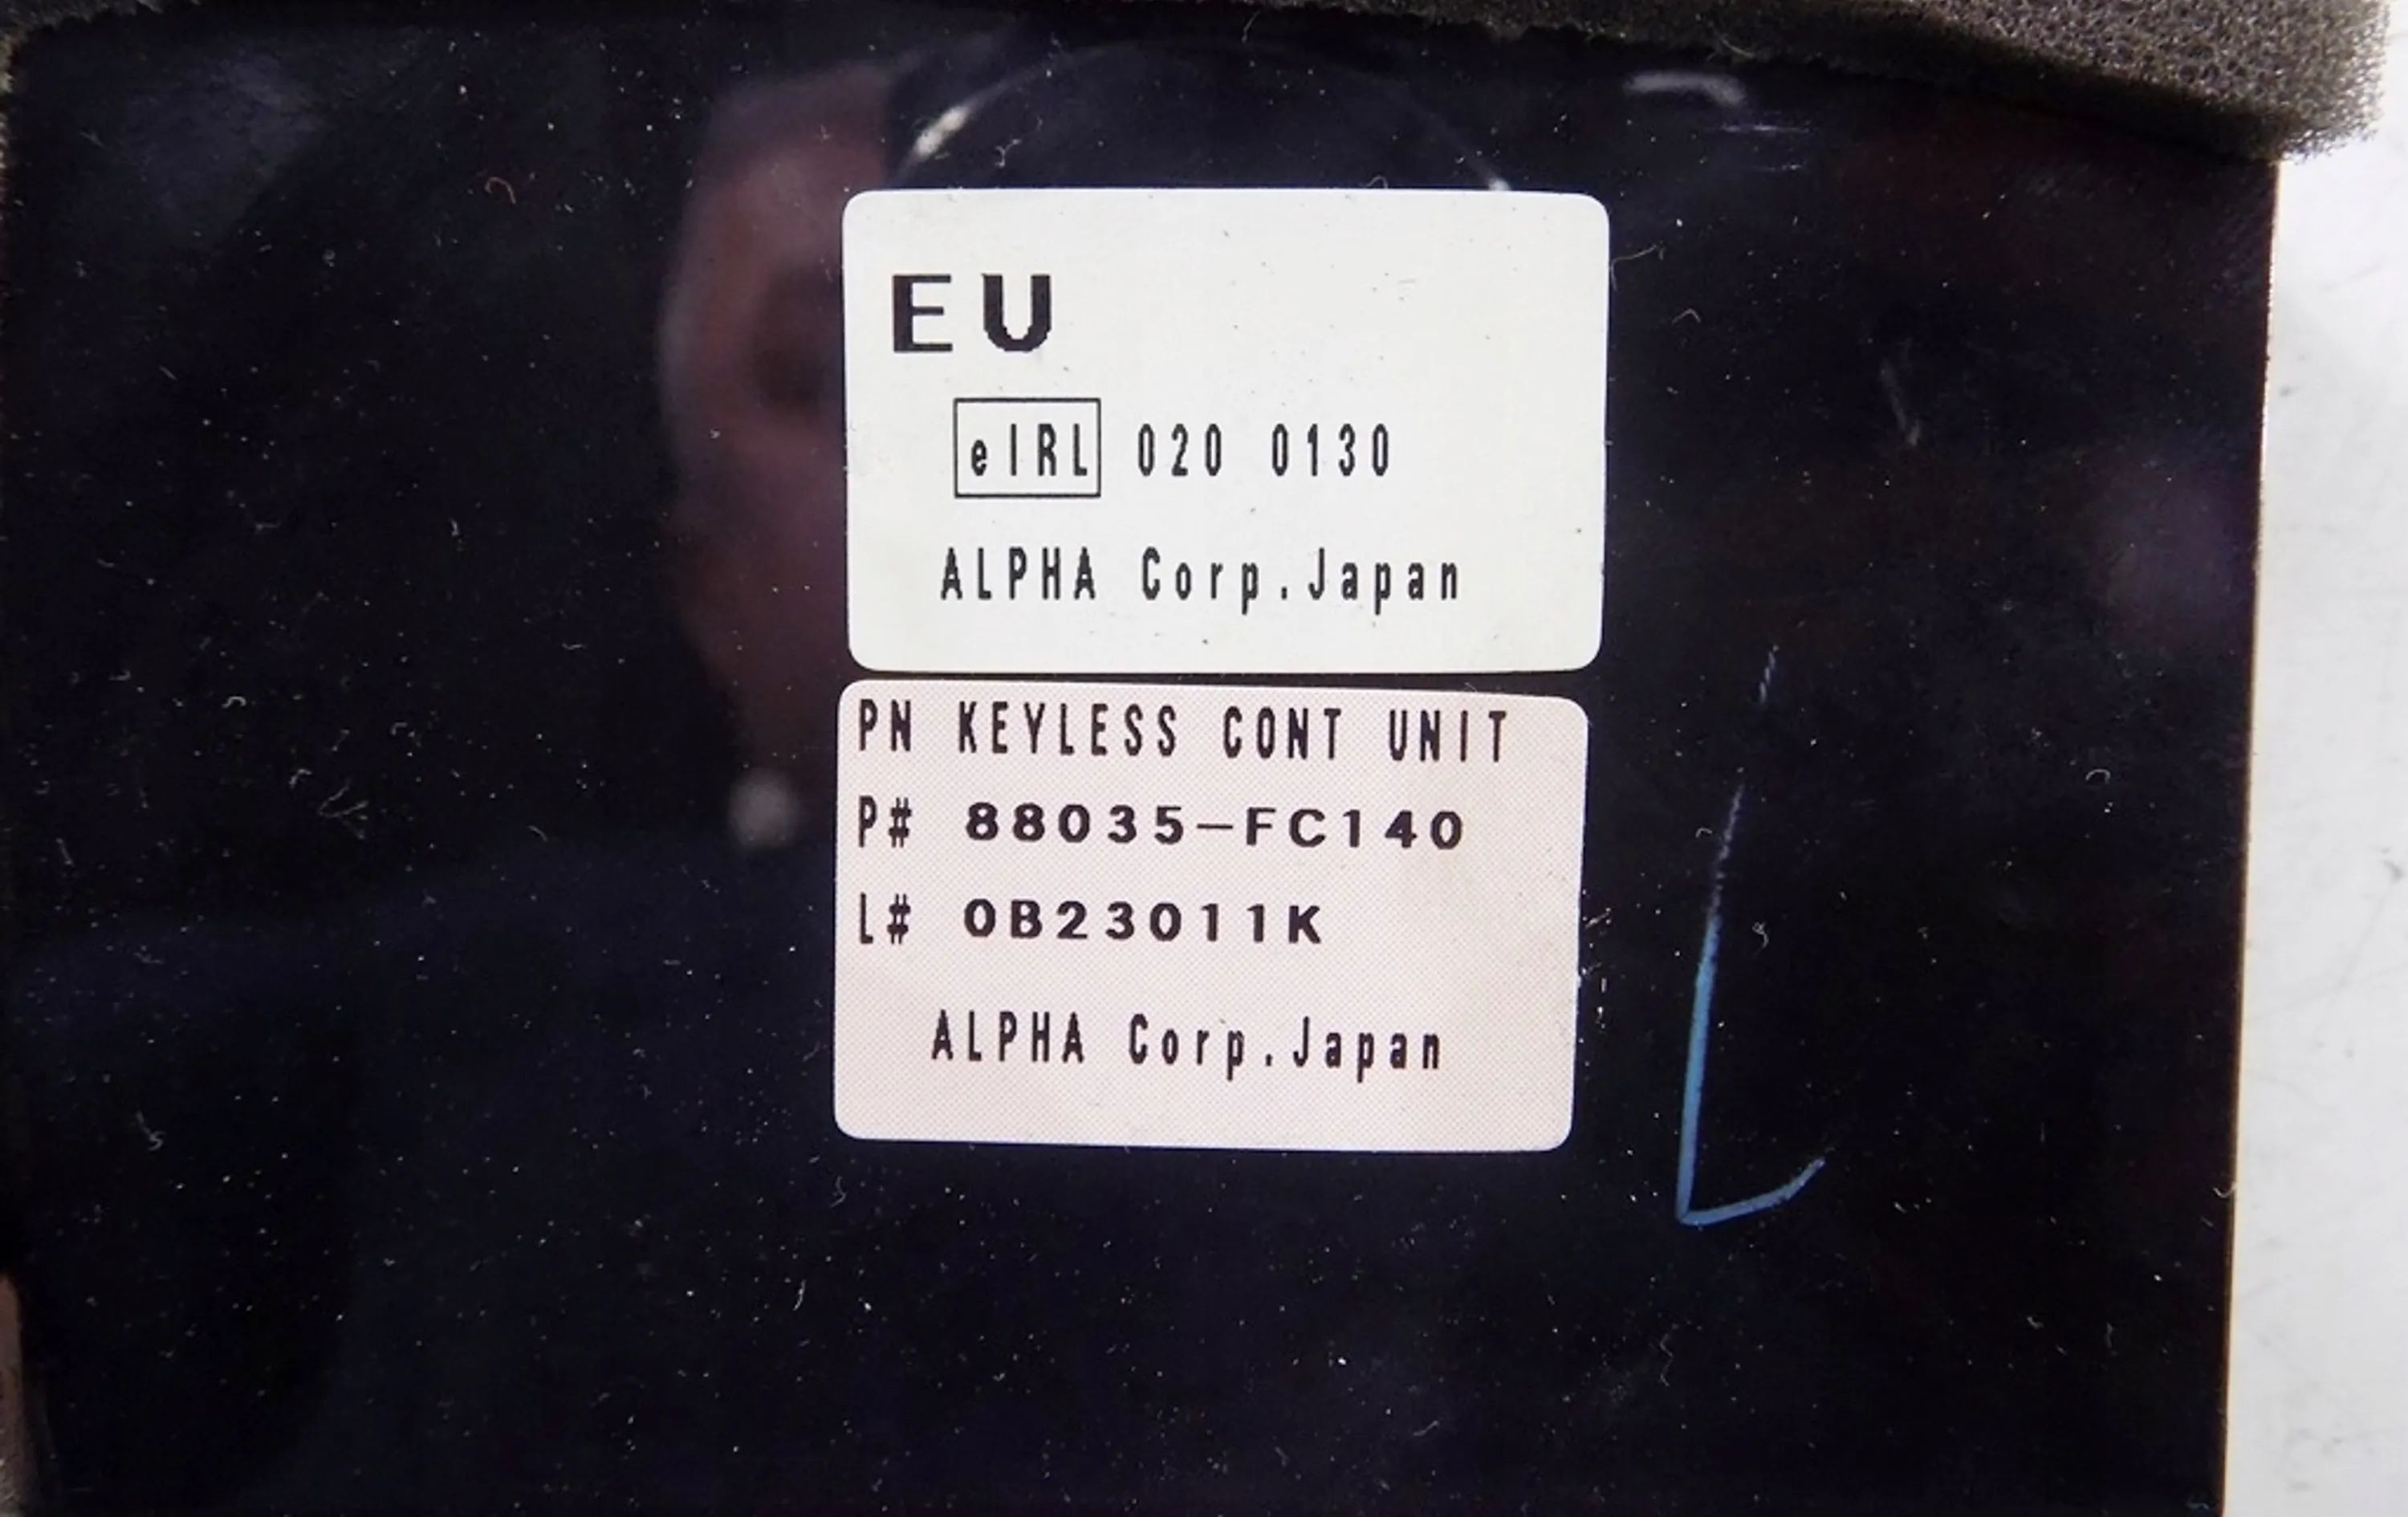 EU
eIRL 020 0130
ALPHA Corp.Japan
PN KEYLESS CONT UNIT
P# 88035-FC140
L# 0B23011K
ALPHA Corp.Japan